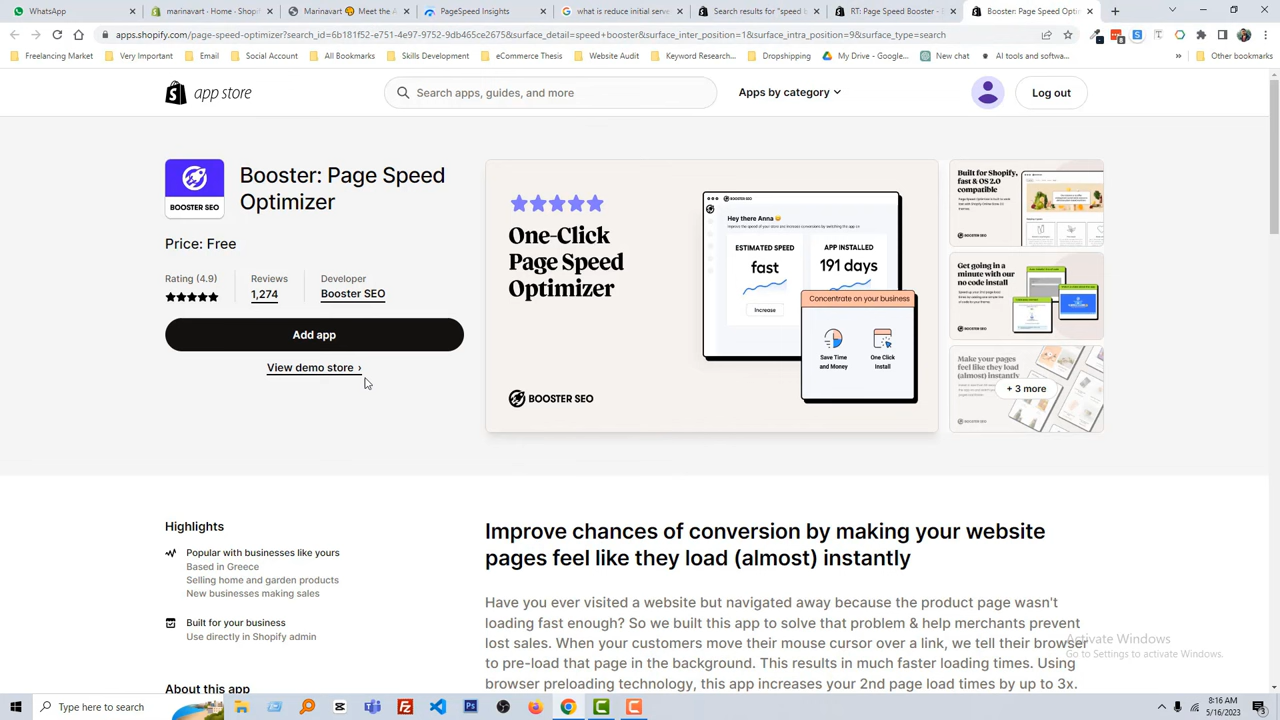 WhatsApp
marinavart · Home · Shopif
Marinavart 😊 Meet the A
PageSpeed Insights
what is reduce initial serve
Search results for "speed b
RT: Page Speed Booster -
Booster: Page Speed Optimi
apps.shopify.com/page-speed-optimizer?search_id=6b181f52-e751-4e97-9752-9db465ce2675&surface_detail=speed+booster&surface_inter_position=1&surface_intra_position=9&surface_type=search
Freelancing Market
Very Important
Email
Social Account
All Bookmarks
Skills Development
eCommerce Thesis
Website Audit
Keyword Research...
Dropshipping
My Drive - Google...
New chat
AI tools and softwa...
»
Other bookmarks
app store
Search apps, guides, and more
Apps by category
Log out
BOOSTER SEO
Booster: Page Speed
Optimizer
Price: Free
Rating (4.9)
Reviews
Developer
1,274
Booster SEO
Add app
View demo store ›
One-Click
Page Speed
Optimizer
BOOSTER SEO
BOOSTER SEO
Hey there Anna 😊
ESTIMATED SPEED
APP INSTALLED
fast
191 days
Increase
Concentrate on your business
Save Time
and Money
One Click
Install
Built for Shopify,
fast & OS 2.0
compatible
BOOSTER SEO
Get going in a
minute with our
no code install
BOOSTER SEO
Make your pages
feel like they load
(almost) instantly
+ 3 more
BOOSTER SEO
Highlights
Popular with businesses like yours
Based in Greece
Selling home and garden products
New businesses making sales
Built for your business
Use directly in Shopify admin
About this app
Improve chances of conversion by making your website
pages feel like they load (almost) instantly
Have you ever visited a website but navigated away because the product page wasn't
loading fast enough? So we built this app to solve that problem & help merchants prevent
lost sales. When your customers move their mouse cursor over a link, we tell their browser
to pre-load that page in the background. This results in much faster loading times. Using
browser preloading technology, this app increases your 2nd page load times by up to 3x.
Activate Windows
Go to Settings to activate Windows.
Type here to search
8:16 AM
5/16/2023